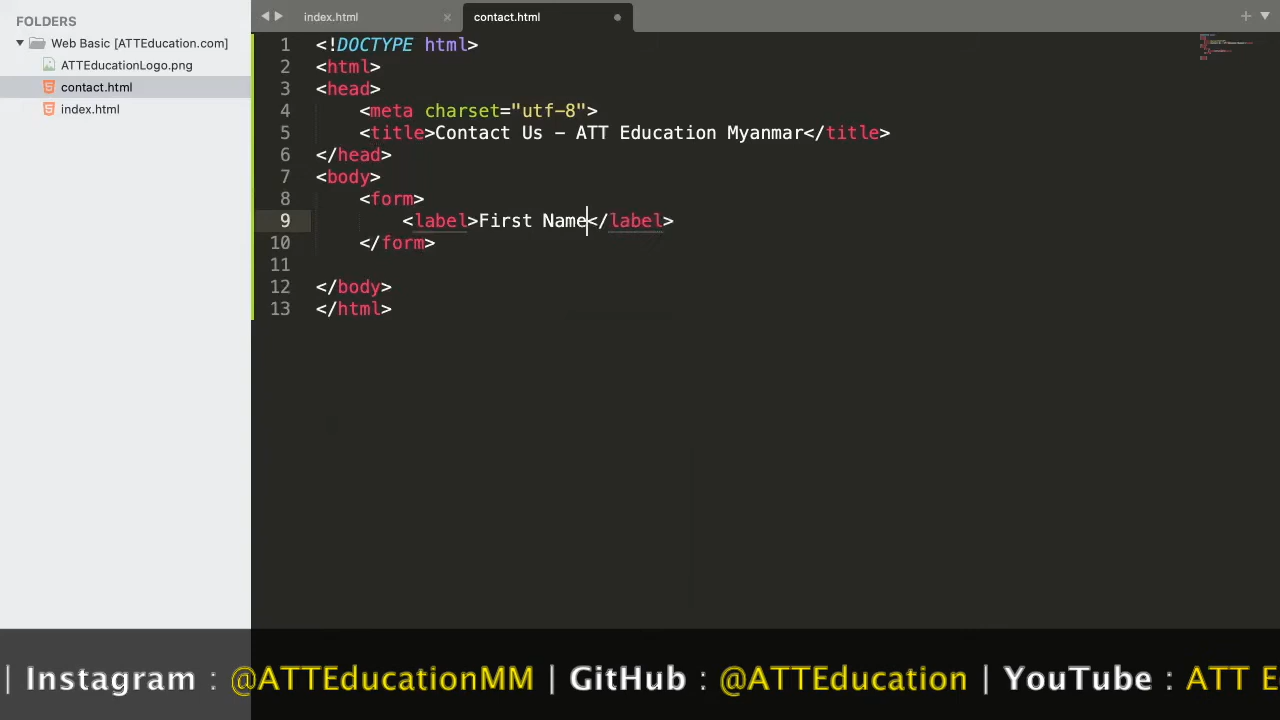 FOLDERS
Web Basic [ATTEducation.com]
ATTEducationLogo.png
contact.html
index.html
index.html
contact.html
1 <!DOCTYPE html>
2 <html>
3 <head>
4 <meta charset="utf-8">
5 <title>Contact Us - ATT Education Myanmar</title>
6 </head>
7 <body>
8 <form>
9 <label>First Name</label>
10 </form>
11
12 </body>
13 </html>
| Instagram : @ATTEducationMM | GitHub : @ATTEducation | YouTube : ATT E